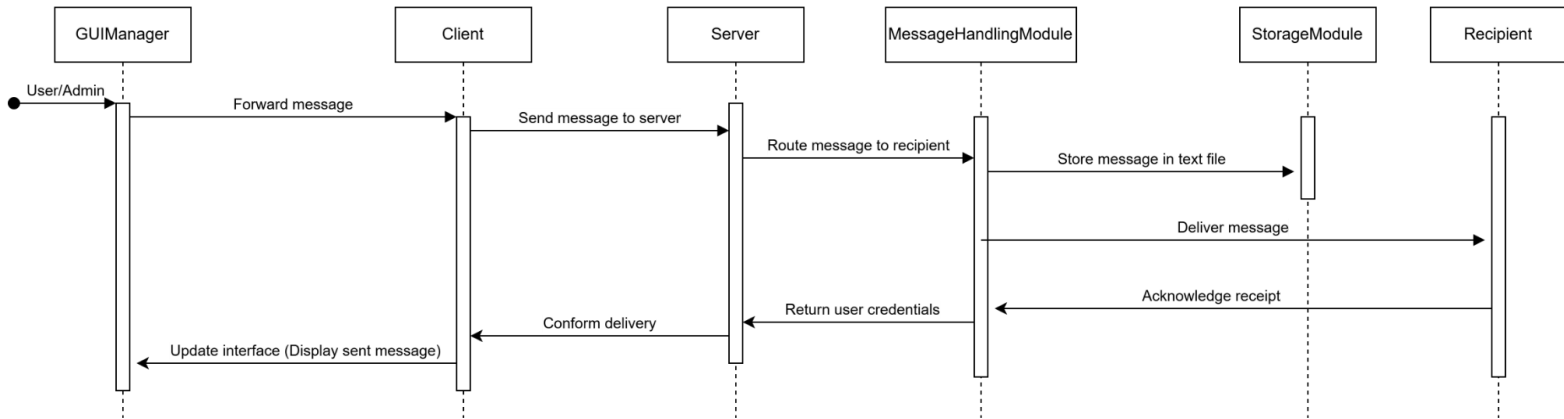 GUIManager
Client
Server
MessageHandlingModule
StorageModule
Recipient
User/Admin
Forward message
Send message to server
Route message to recipient
Store message in text file
Deliver message
Acknowledge receipt
Return user credentials
Conform delivery
Update interface (Display sent message)